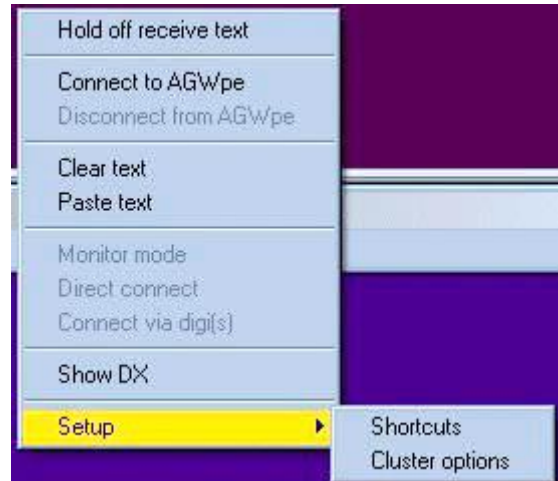 Hold off receive text
Connect to AGWpe
Disconnect from AGWpe
Clear text
Paste text
Monitor mode
Direct connect
Connect via digi(s)
Show DX
Setup
Shortcuts
Cluster options